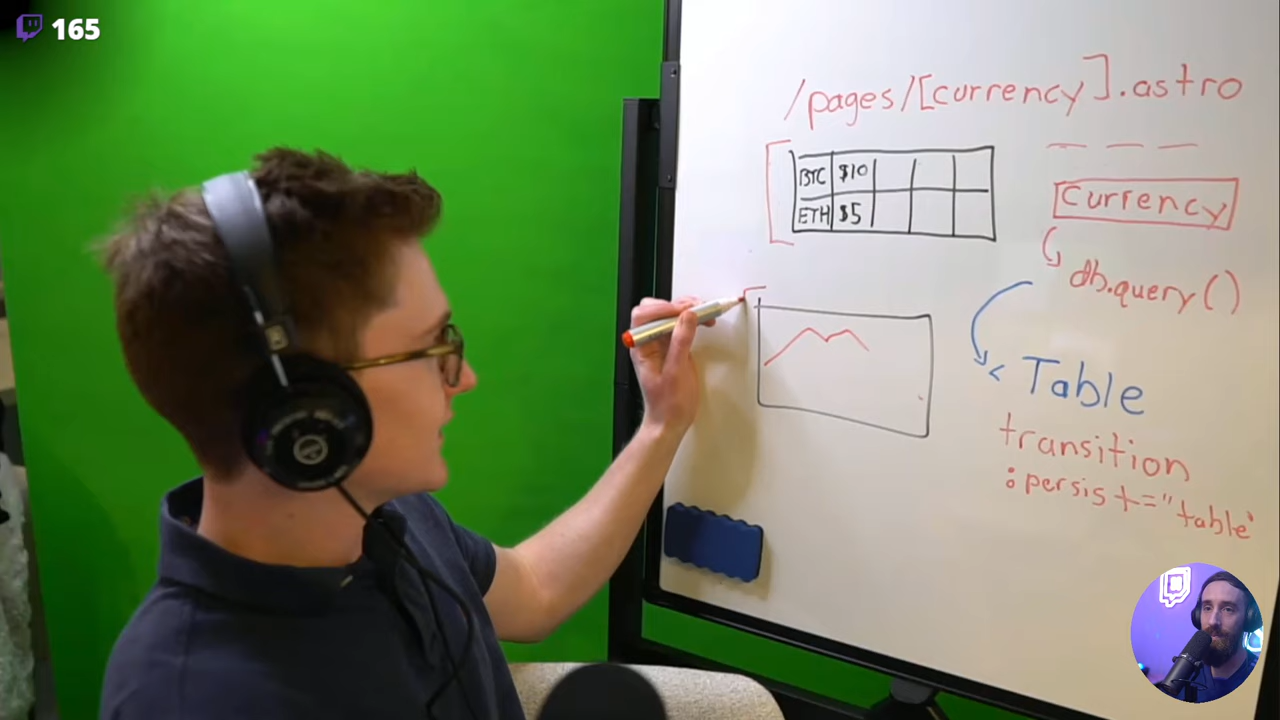 165
/pages/[currency].astro
BTC $10
ETH $5
Currency
db.query()
< Table
transition
:persist="table"